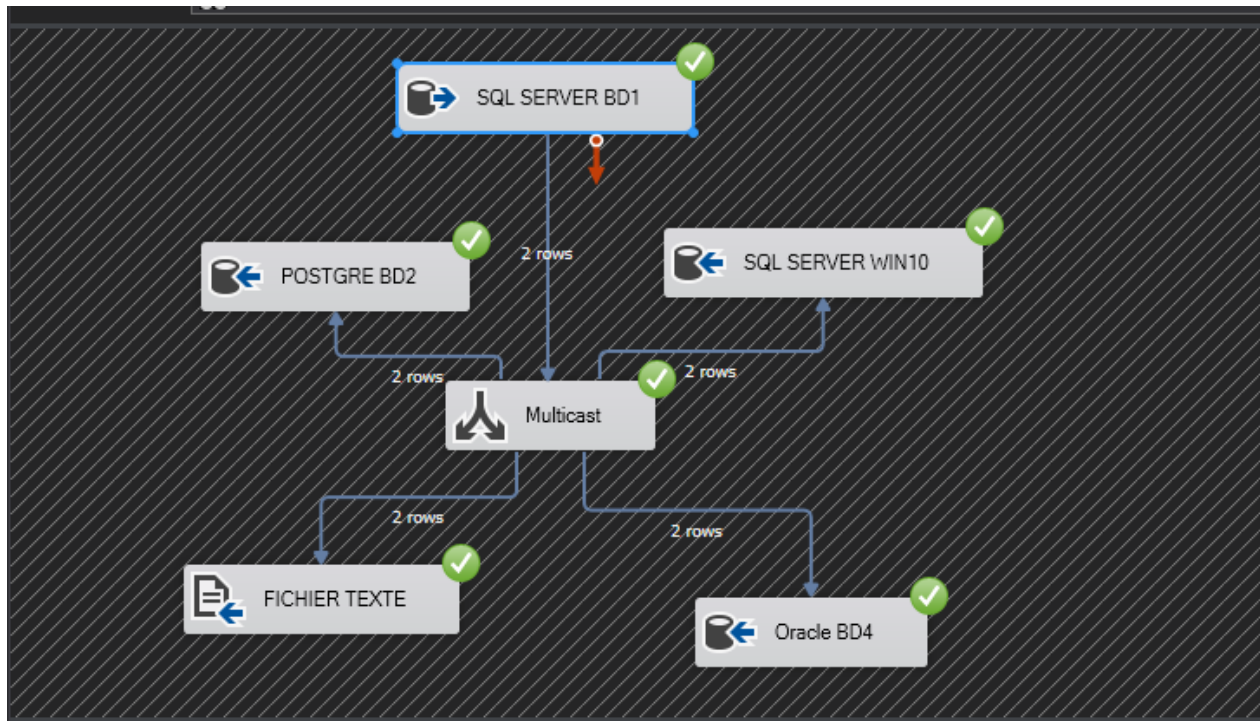 SQL SERVER BD1
2 rows
SQL SERVER WIN10
POSTGRE BD2
2 rows
2 rows
Multicast
2 rows
2 rows
FICHIER TEXTE
Oracle BD4